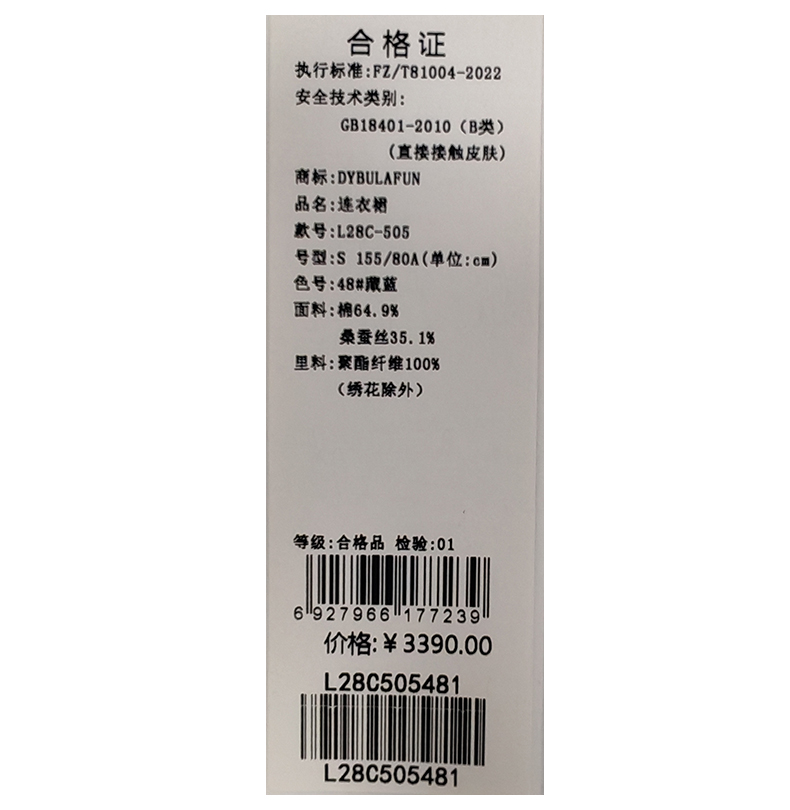 合格证
执行标准:FZ/T81004-2022
安全技术类别:
GB18401-2010（B类）
(直接接触皮肤)
商标:DYBULAFUN
品名:连衣裙
款号:L28C-505
号型:S 155/80A(单位:cm)
色号:48#藏蓝
面料:棉64.9%
桑蚕丝35.1%
里料:聚酯纤维100%
（绣花除外）
等级:合格品 检验:01
6 927966 177239
价格:¥3390.00
L28C505481
L28C505481